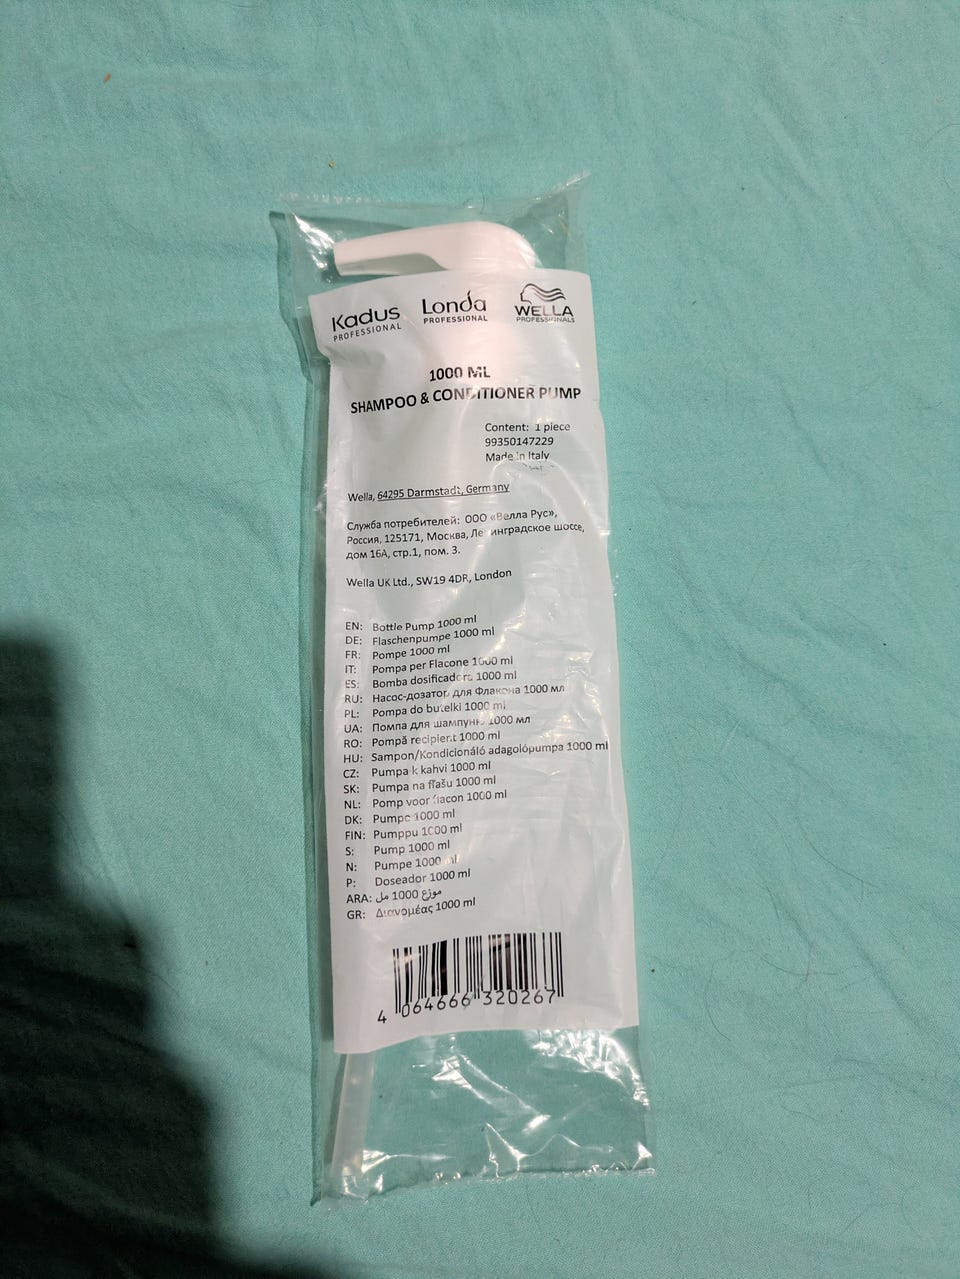 Kadus
PROFESSIONAL
Londa
PROFESSIONAL
WELLA
PROFESSIONALS
1000 ML
SHAMPOO & CONDITIONER PUMP
Content: 1 piece
99350147229
Made in Italy
Wella, 64295 Darmstadt, Germany
Служба потребителей: ООО «Велла Рус»,
Россия, 125171, Москва, Ленинградское шоссе,
дом 16А, стр.1, пом. 3.
Wella UK Ltd., SW19 4DR, London
EN: Bottle Pump 1000 ml
DE: Flaschenpumpe 1000 ml
FR: Pompe 1000 ml
IT: Pompa per Flacone 1000 ml
ES: Bomba dosificadora 1000 ml
RU: Насос-дозатор для Флакона 1000 мл
PL: Pompa do butelki 1000 ml
UA: Помпа для шампуню 1000 мл
RO: Pompă recipient 1000 ml
HU: Sampon/Kondicionáló adagolópumpa 1000 ml
CZ: Pumpa k kahvi 1000 ml
SK: Pumpa na fľašu 1000 ml
NL: Pomp voor flacon 1000 ml
DK: Pumpe 1000 ml
FIN: Pumppu 1000 ml
S: Pump 1000 ml
N: Pumpe 1000 ml
P: Doseador 1000 ml
ARA: موزع 1000 مل
GR: Διανομέας 1000 ml
4 064666 320267